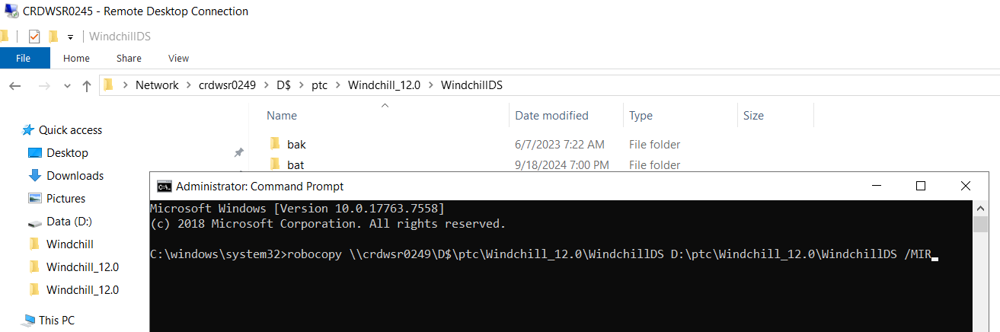 CRDWSR0245 - Remote Desktop Connection
WindchillDS
File Home Share View
Network crdwsr0249 D$ ptc Windchill_12.0 WindchillDS
Name Date modified Type Size
Quick access
bak 6/7/2023 7:22 AM File folder
Desktop
bat 9/18/2024 7:00 PM File folder
Downloads
Pictures
Data (D:)
Windchill
Windchill_12.0
Windchill_12.0
This PC
C:\.
Administrator: Command Prompt
Microsoft Windows [Version 10.0.17763.7558]
(c) 2018 Microsoft Corporation. All rights reserved.
C:\windows\system32>robocopy \\crdwsr0249\D$\ptc\Windchill_12.0\WindchillDS D:\ptc\Windchill_12.0\WindchillDS /MIR